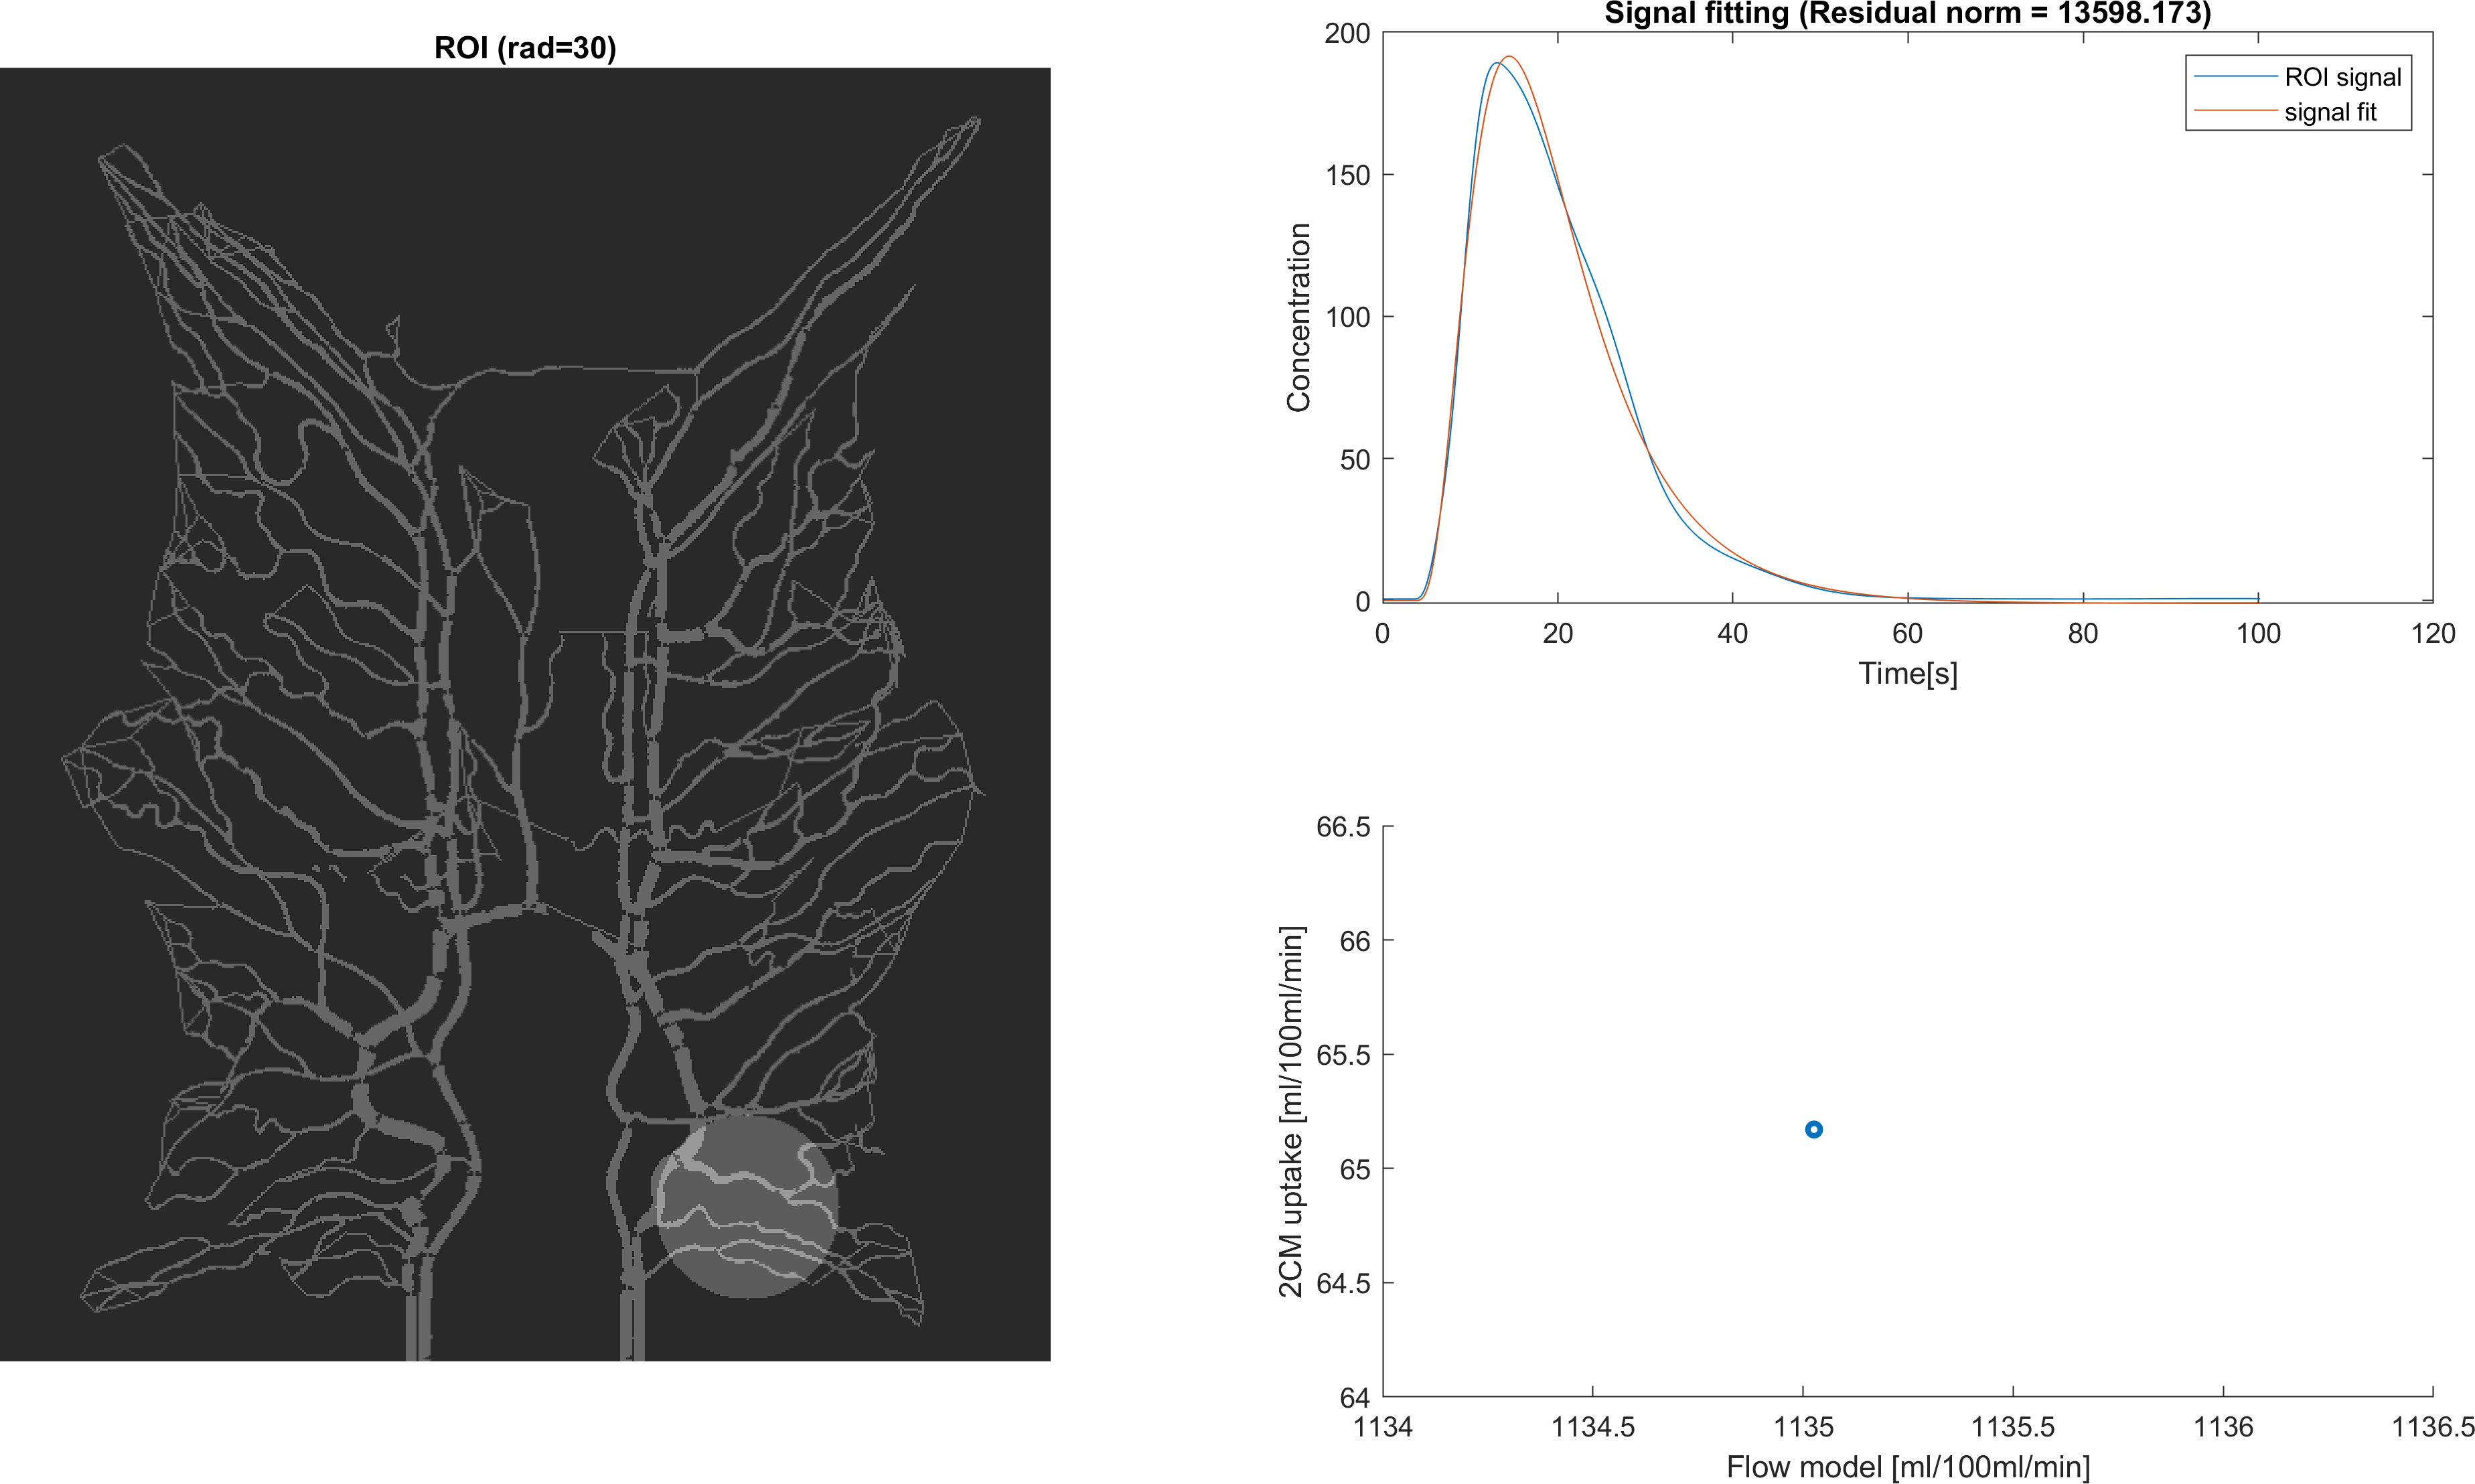 ROI (rad=30)
Signal fitting (Residual norm = 13598.173)
200
150
100
50
0
Concentration
ROI signal
signal fit
0 20 40 60 80 100 120
Time[s]
66.5
66
65.5
65
64.5
64
2CM uptake [ml/100ml/min]
1134 1134.5 1135 1135.5 1136 1136.5
Flow model [ml/100ml/min]